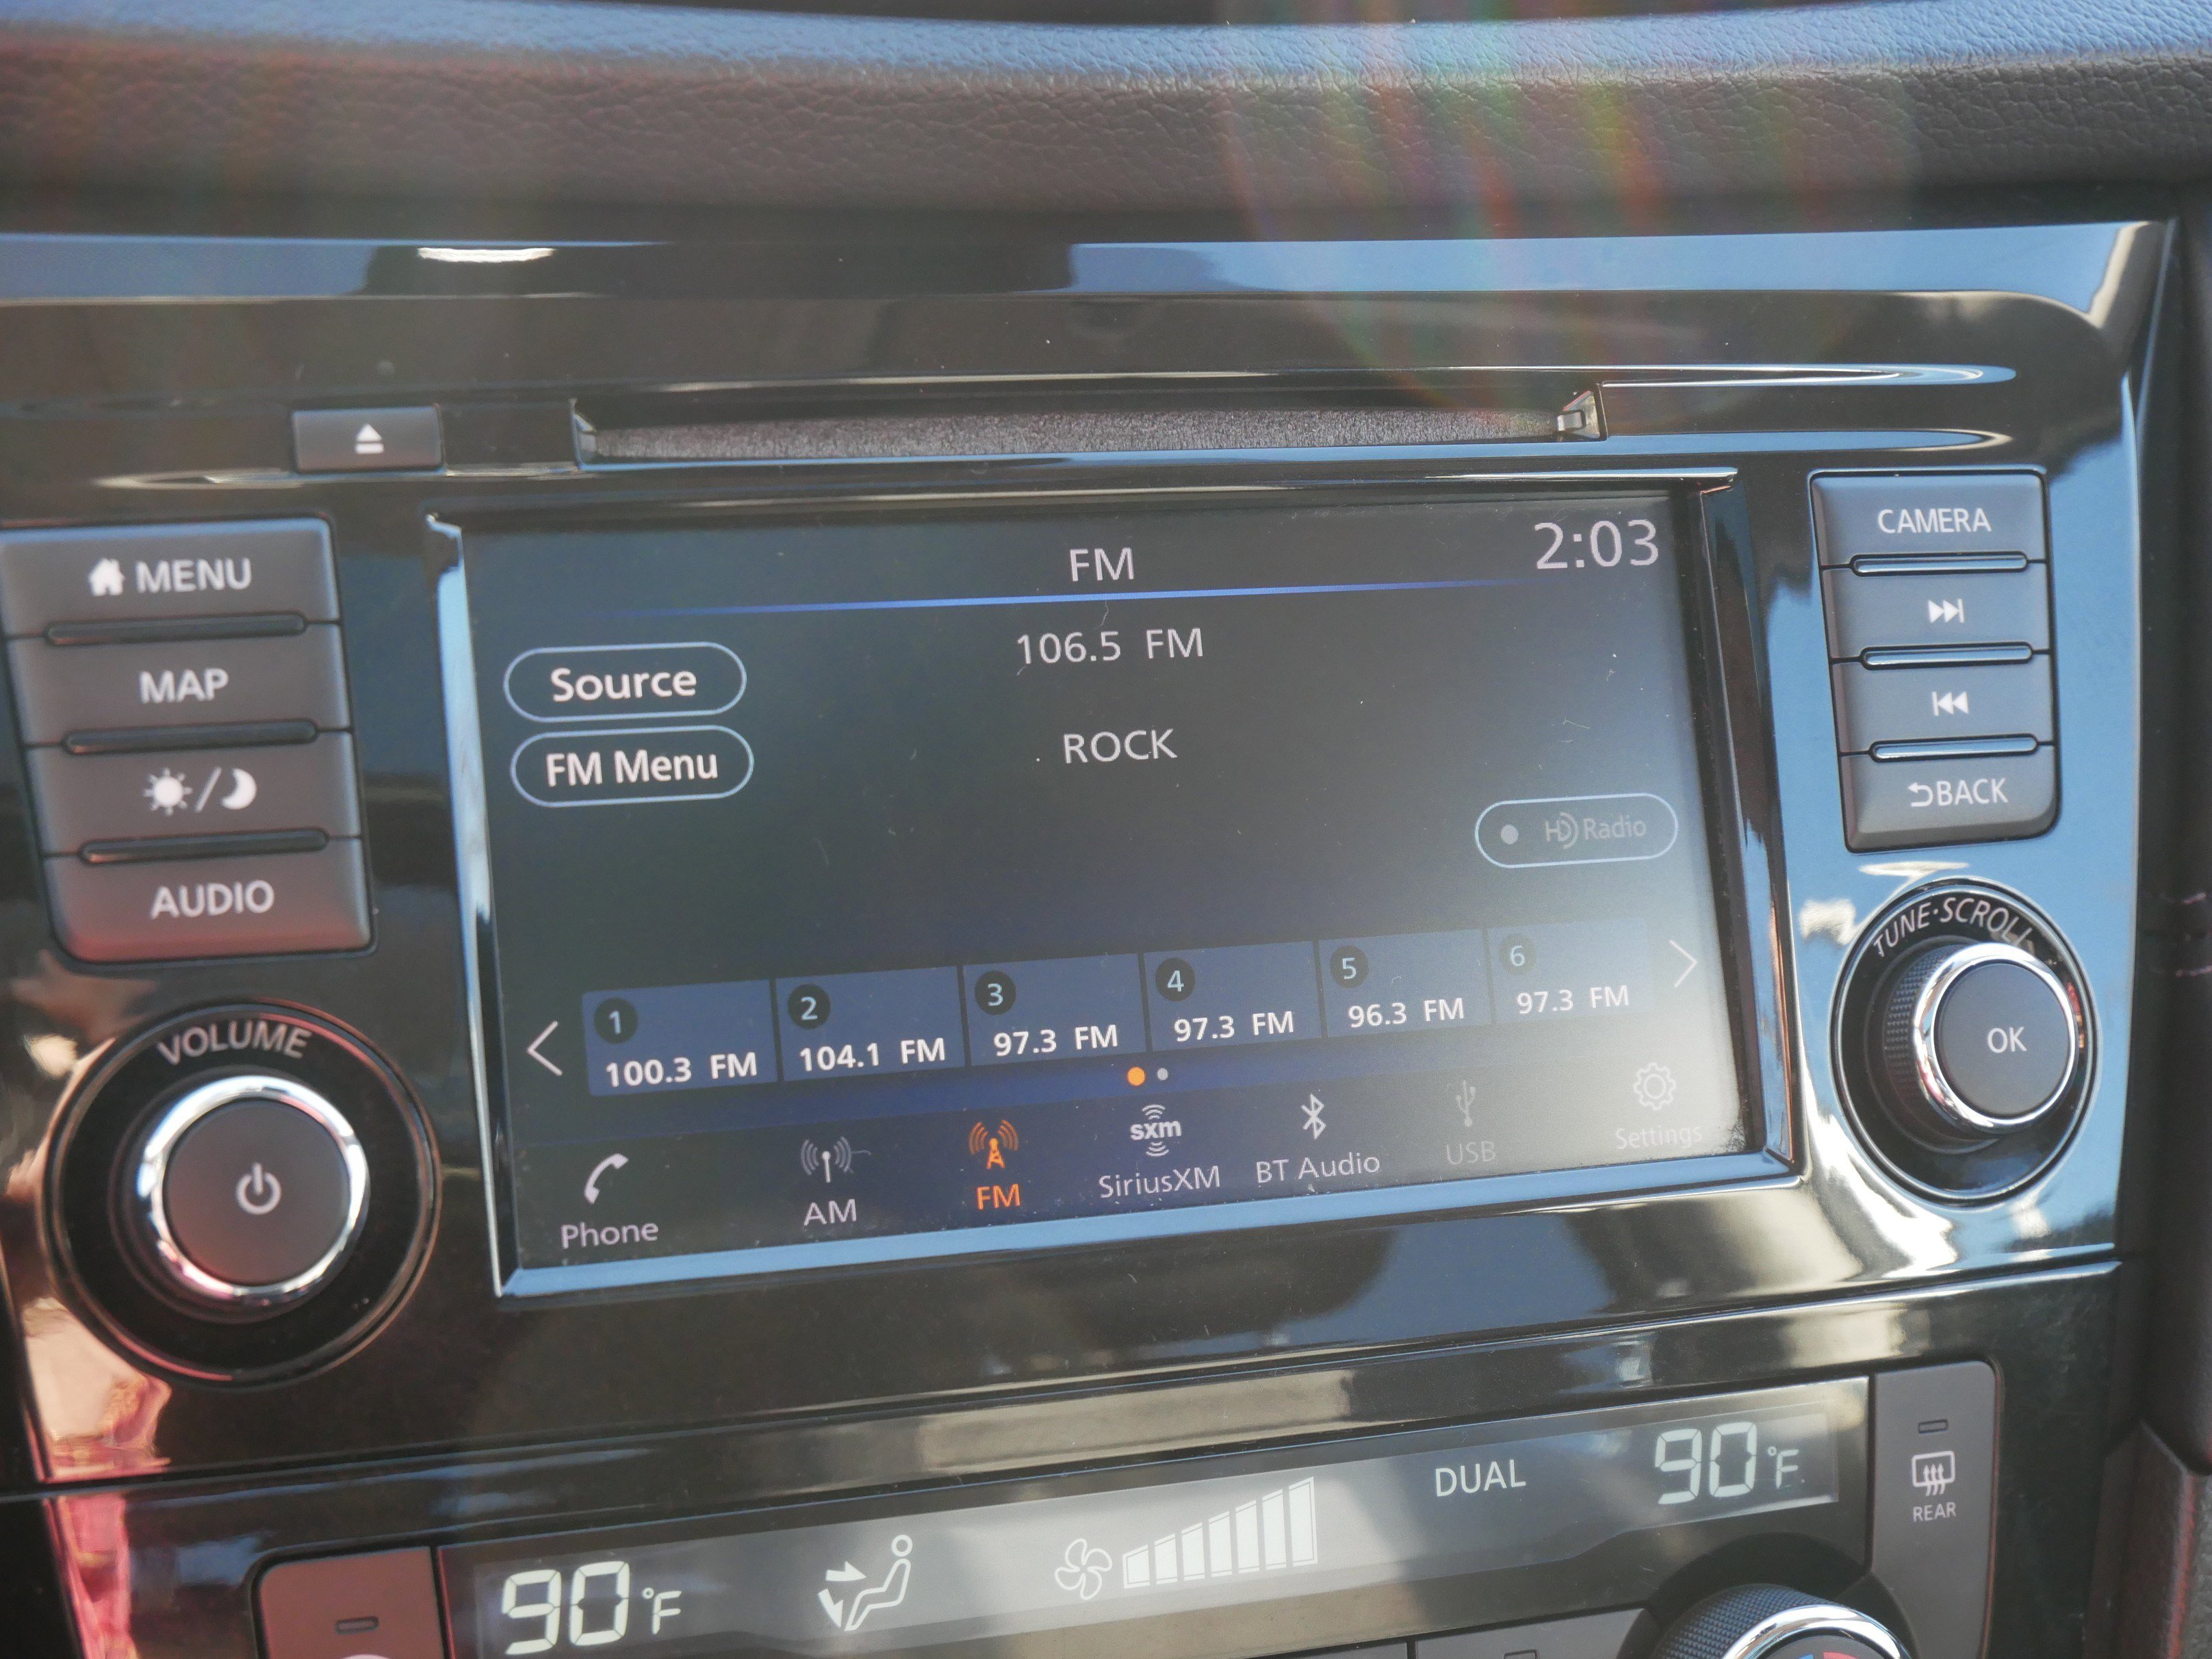 FM
2:03
106.5 FM
ROCK
Source
FM Menu
HD Radio
1
100.3 FM
2
104.1 FM
3
97.3 FM
4
97.3 FM
5
96.3 FM
6
97.3 FM
Phone
AM
FM
sxm
SiriusXM
BT Audio
USB
Settings
MENU
MAP
AUDIO
VOLUME
CAMERA
BACK
TUNE·SCROLL
OK
90°F
DUAL
90°F
REAR